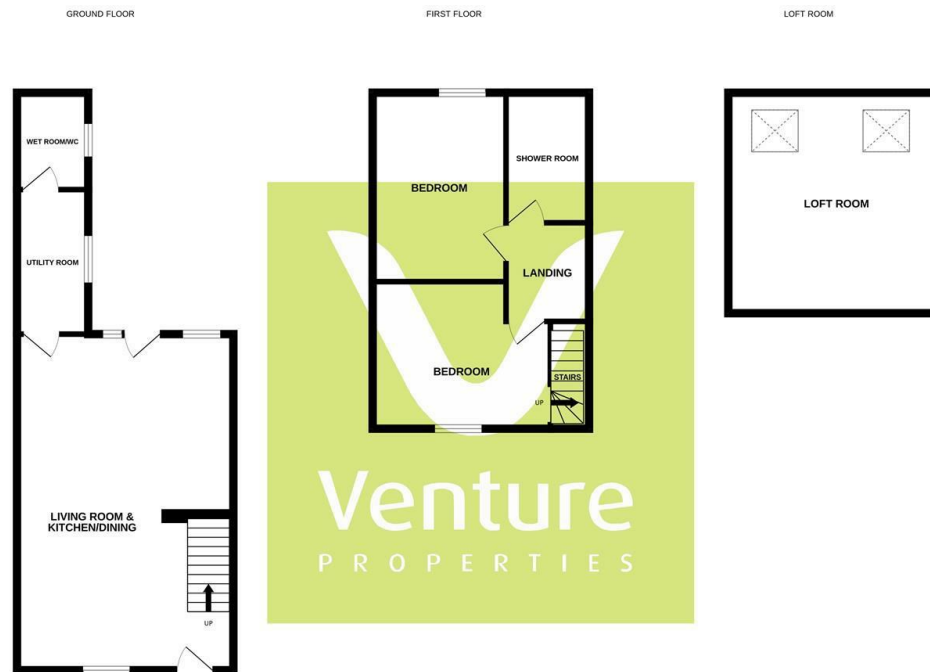 GROUND FLOOR
FIRST FLOOR
LOFT ROOM
WET ROOM/WC
UTILITY ROOM
LIVING ROOM &
KITCHEN/DINING
UP
BEDROOM
SHOWER ROOM
LANDING
BEDROOM
STAIRS
UP
LOFT ROOM
Venture
PROPERTIES